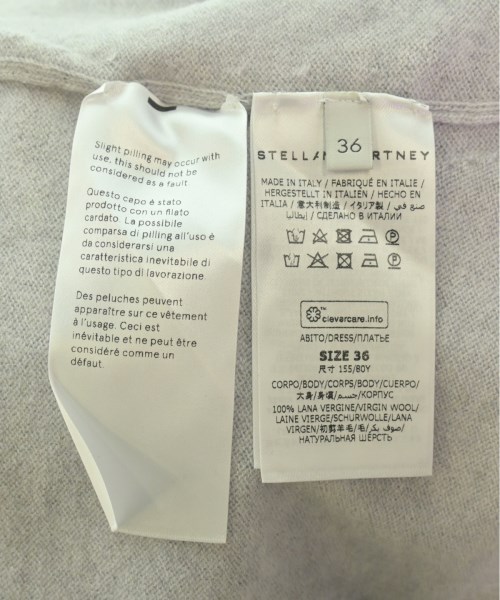 Slight pilling may occur with
use, this should not be
considered as a fault.
Questo capo è stato
prodotto con un filato
cardato. La possibile
comparsa di pilling all'uso è
da considerarsi una
caratteristica inevitabile di
questo tipo di lavorazione.
Des peluches peuvent
apparaître sur ce vêtement
à l'usage. Ceci est
inévitable et ne peut être
considéré comme un
défaut.
36
STELLA RTNEY
MADE IN ITALY / FABRIQUÉ EN ITALIE /
HERGESTELLT IN ITALIEN / HECHO EN
ITALIA / 意大利制造 / イタリア製 / صنع في
إيطاليا / СДЕЛАНО В ИТАЛИИ
clevercare.info
ABITO/DRESS/ПЛАТЬЕ
SIZE 36
尺寸 155/80Y
CORPO/BODY/CORPS/BODY/CUERPO/
大身/身頃/جسم/КОРПУС
100% LANA VERGINE/VIRGIN WOOL/
LAINE VIERGE/SCHURWOLLE/LANA
VIRGEN/初剪羊毛/毛/صوف بكر/
НАТУРАЛЬНАЯ ШЕРСТЬ